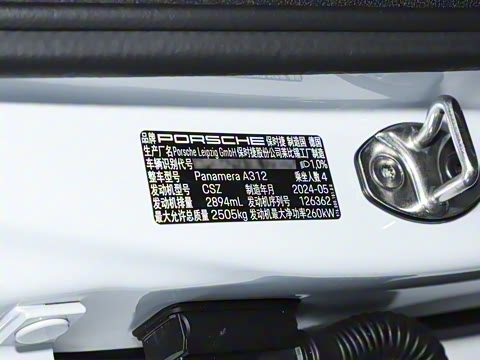 品牌 PORSCHE 保时捷 制造国 德国
生产厂名 Porsche Leipzig GmbH 保时捷股份公司莱比锡工厂制造
车辆识别代号 1,0%
整车型号 Panamera A312 乘坐人数 4
发动机型号 CSZ 制造年月 2024-05
发动机排量 2894mL 发动机序列号 126362
最大允许总质量 2505kg 发动机最大净功率 260kW